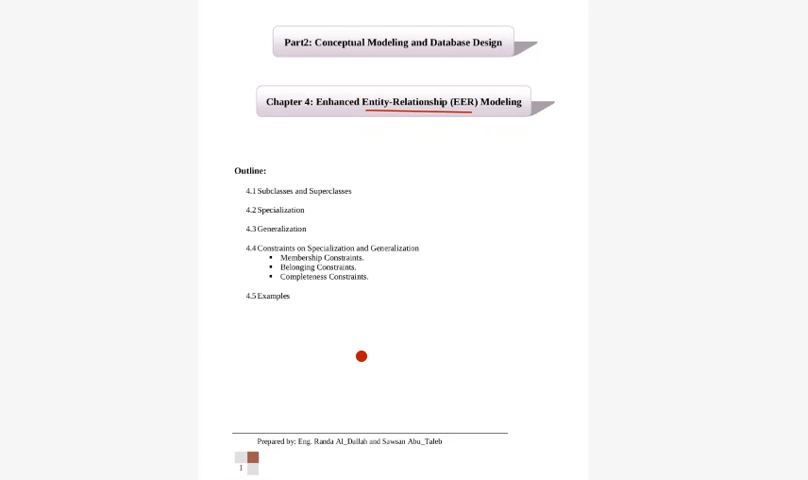 Part2: Conceptual Modeling and Database Design
Chapter 4: Enhanced Entity-Relationship (EER) Modeling
Outline:
4.1 Subclasses and Superclasses
4.2 Specialization
4.3 Generalization
4.4 Constraints on Specialization and Generalization
▪ Membership Constraints.
▪ Belonging Constraints.
▪ Completeness Constraints.
4.5 Examples
Prepared by: Eng. Randa Al_Dallah and Sawsan Abu_Taleb
1